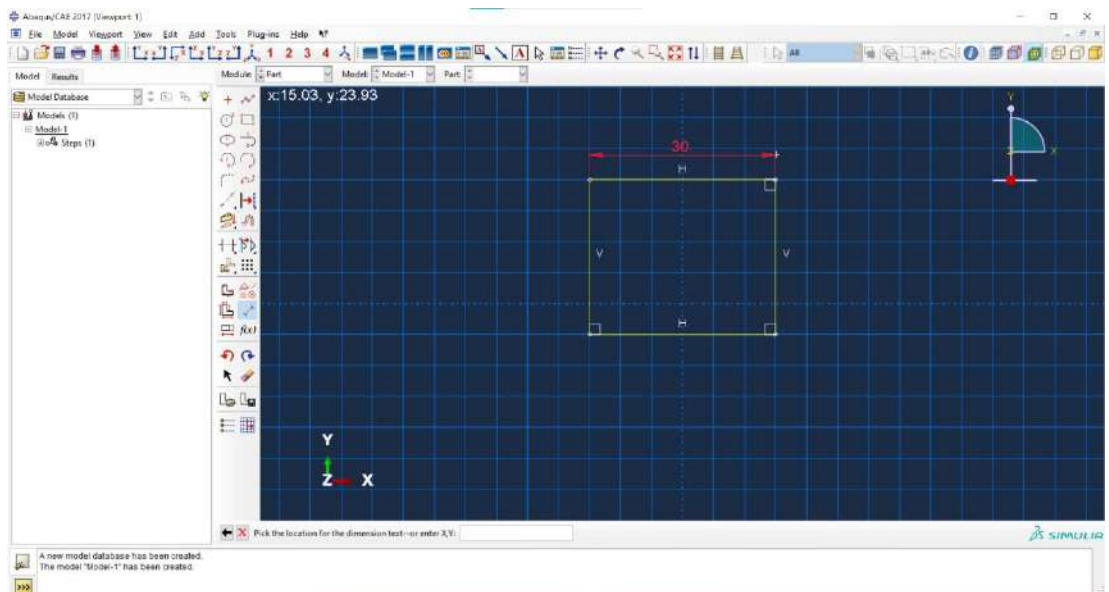 Abaqus/CAE 2017 [Viewport: 1]
File Model Viewport View Edit Add Tools Plug-ins Help
1 2 3 4 A All
Model Results Module: Part Model: Model-1 Part:
Model Database
Models (1)
Model-1
Steps (1)
x:15.03, y:23.93
Y
X
Z
30
H
V V
H
f(x)
Y
Z X
Pick the location for the dimension text--or enter X,Y:
SIMULIA
A new model database has been created.
The model "Model-1" has been created.
>>>